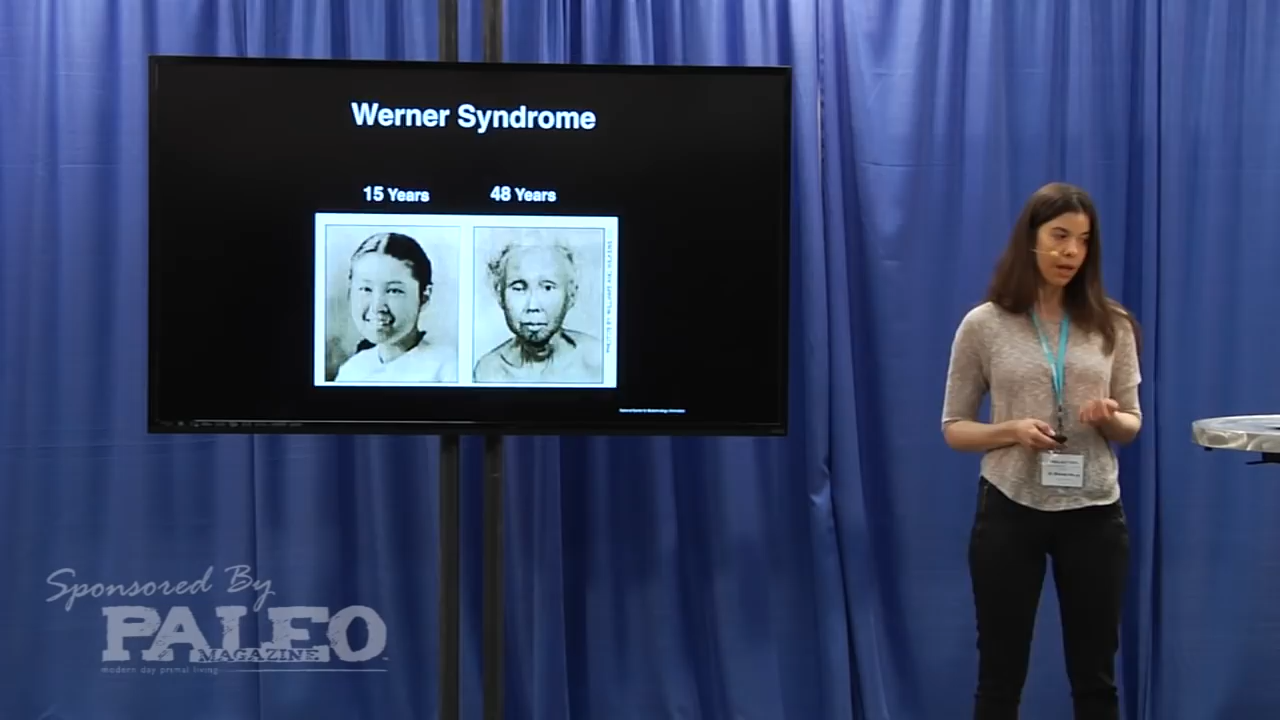 Werner Syndrome
15 Years
48 Years
Sponsored By
PALEO
MAGAZINE
modern day primal living